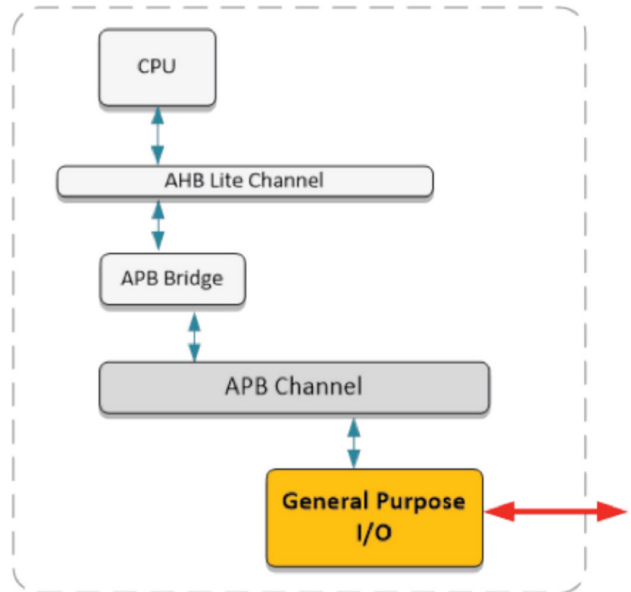 CPU
AHB Lite Channel
APB Bridge
APB Channel
General Purpose
I/O